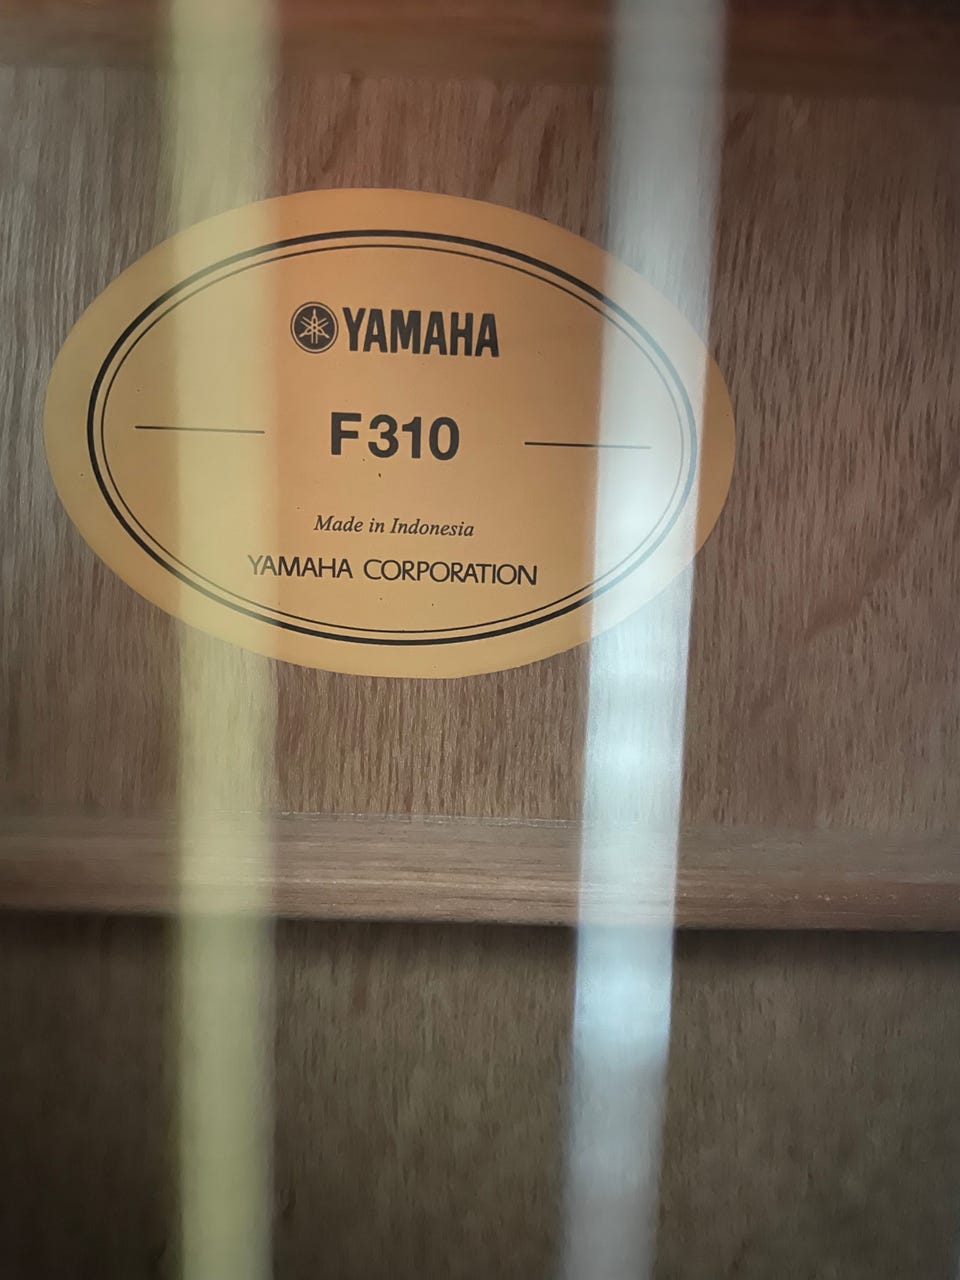 YAMAHA
F310
Made in Indonesia
YAMAHA CORPORATION